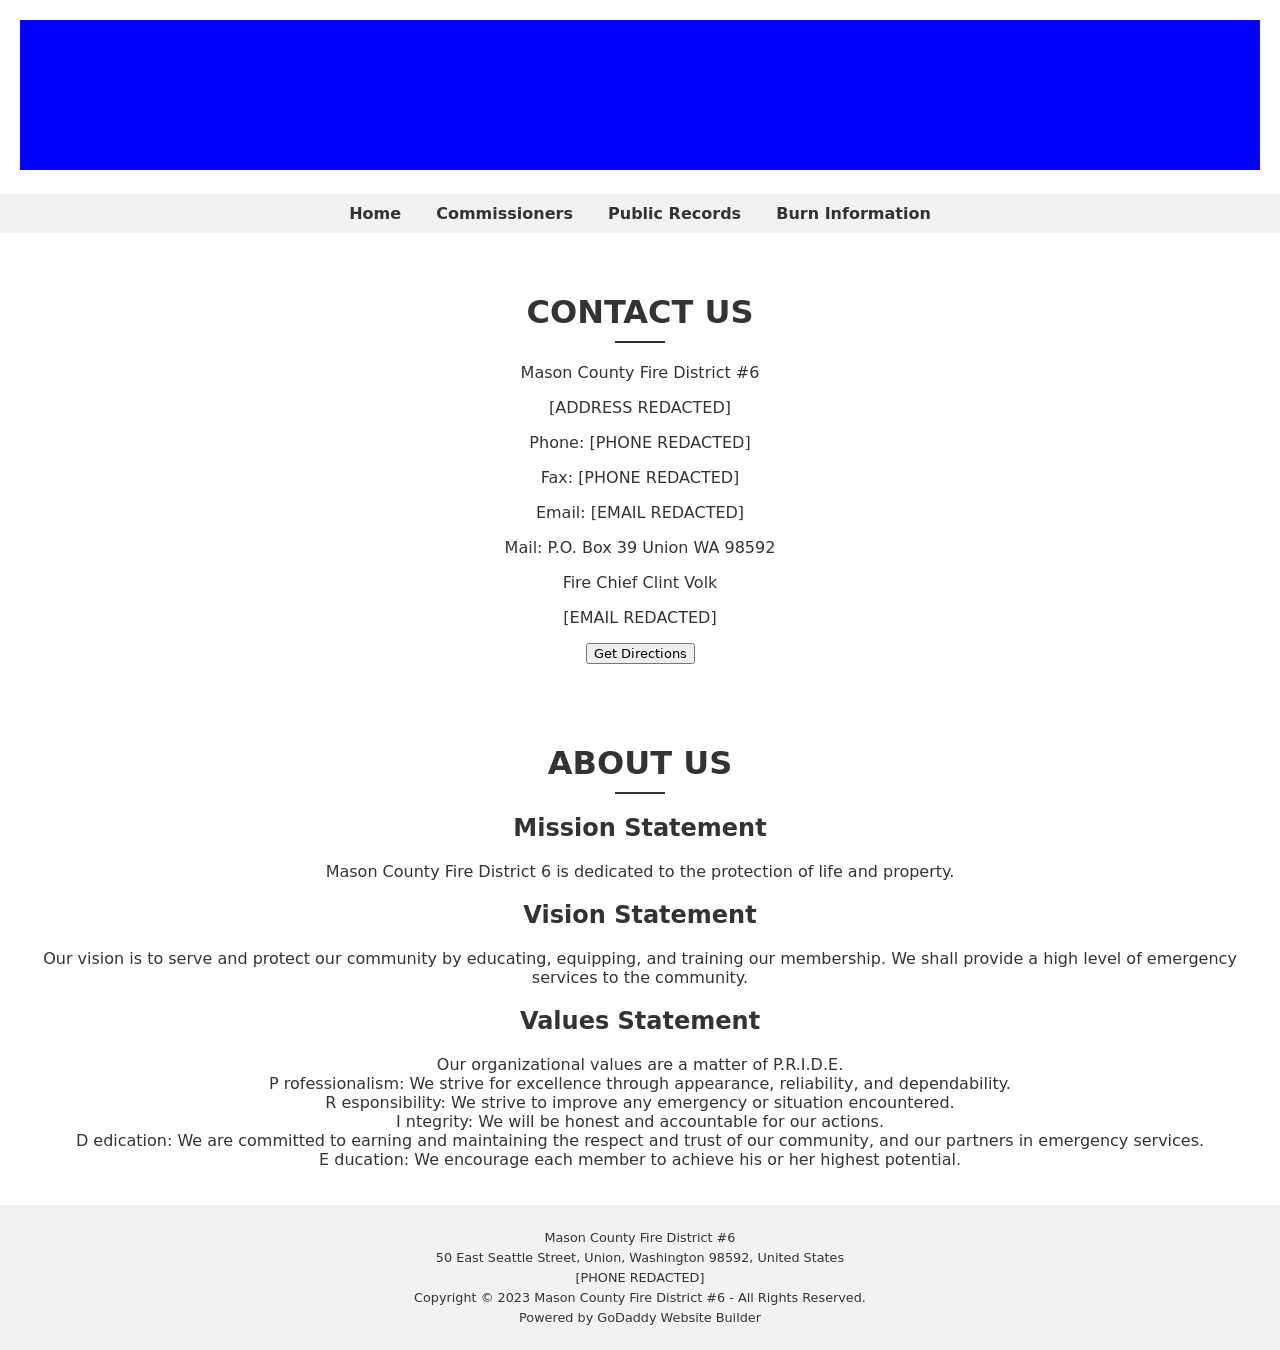 Home Commissioners Public Records Burn Information
CONTACT US
Mason County Fire District #6
[ADDRESS REDACTED]
Phone: [PHONE REDACTED]
Fax: [PHONE REDACTED]
Email: [EMAIL REDACTED]
Mail: P.O. Box 39 Union WA 98592
Fire Chief Clint Volk
[EMAIL REDACTED]
Get Directions
ABOUT US
Mission Statement
Mason County Fire District 6 is dedicated to the protection of life and property.
Vision Statement
Our vision is to serve and protect our community by educating, equipping, and training our membership. We shall provide a high level of emergency
services to the community.
Values Statement
Our organizational values are a matter of P.R.I.D.E.
P rofessionalism: We strive for excellence through appearance, reliability, and dependability.
R esponsibility: We strive to improve any emergency or situation encountered.
I ntegrity: We will be honest and accountable for our actions.
D edication: We are committed to earning and maintaining the respect and trust of our community, and our partners in emergency services.
E ducation: We encourage each member to achieve his or her highest potential.
Mason County Fire District #6
50 East Seattle Street, Union, Washington 98592, United States
[PHONE REDACTED]
Copyright © 2023 Mason County Fire District #6 - All Rights Reserved.
Powered by GoDaddy Website Builder